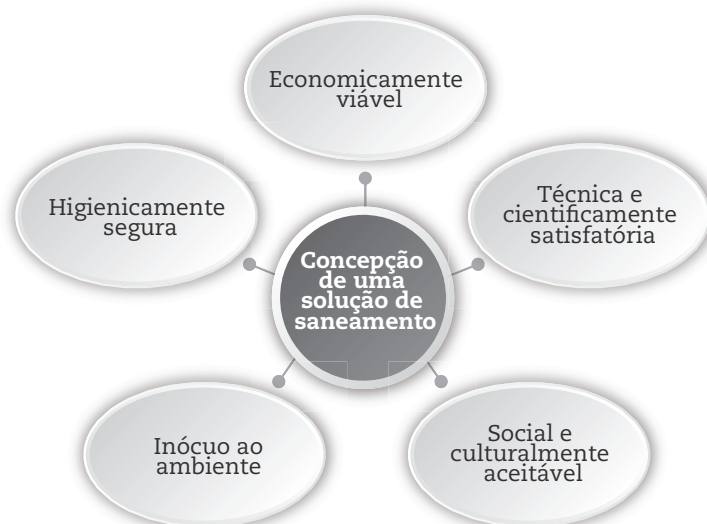 Economicamente
viável
Higienicamente
segura
Técnica e
cientificamente
satisfatória
Concepção
de uma
solução de
saneamento
Inócuo ao
ambiente
Social e
culturalmente
aceitável